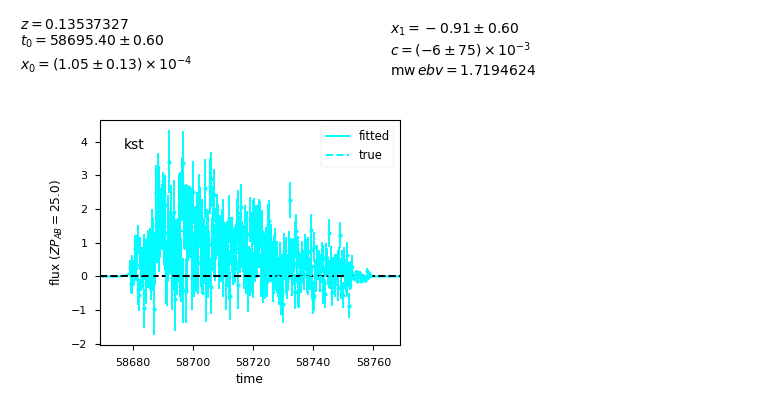 z = 0.13537327
t₀ = 58695.40 ± 0.60
x₀ = (1.05 ± 0.13) × 10⁻⁴
x₁ = −0.91 ± 0.60
c = (−6 ± 75) × 10⁻³
mw ebv = 1.7194624
kst
fitted
true
4
3
2
1
0
−1
−2
flux (ZP_AB = 25.0)
58680 58700 58720 58740 58760
time